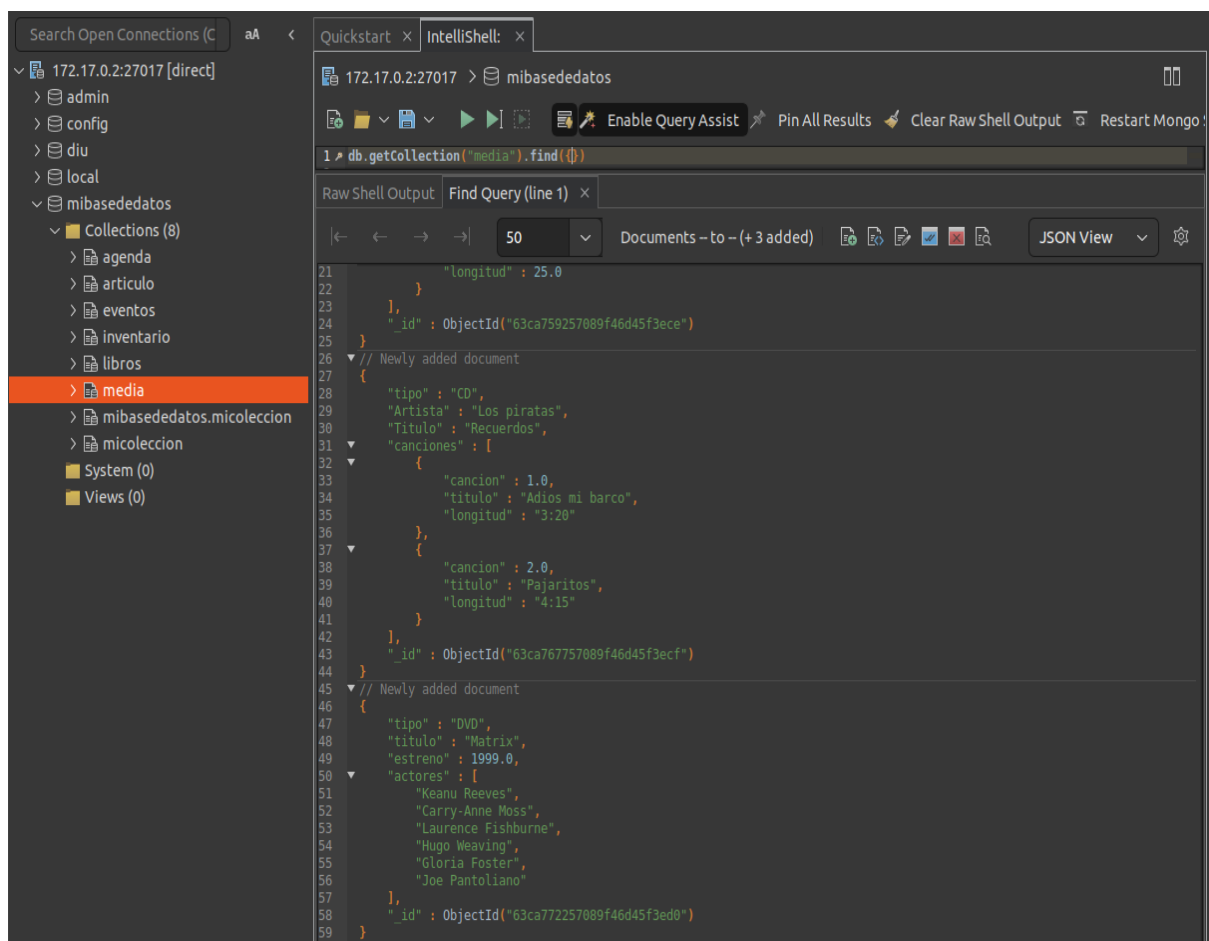 Search Open Connections (C
aA
Quickstart
IntelliShell:
172.17.0.2:27017 [direct]
admin
config
diu
local
mibasededatos
Collections (8)
agenda
articulo
eventos
inventario
libros
media
mibasededatos.micoleccion
micoleccion
System (0)
Views (0)
172.17.0.2:27017
mibasededatos
Enable Query Assist
Pin All Results
Clear Raw Shell Output
Restart Mongo
1 db.getCollection("media").find({})
Raw Shell Output
Find Query (line 1)
50
Documents -- to -- (+ 3 added)
JSON View
21 "longitud" : 25.0
22 }
23 ],
24 "_id" : ObjectId("63ca759257089f46d45f3ece")
25 }
26 // Newly added document
27 {
28 "tipo" : "CD",
29 "Artista" : "Los piratas",
30 "Titulo" : "Recuerdos",
31 "canciones" : [
32 {
33 "cancion" : 1.0,
34 "titulo" : "Adios mi barco",
35 "longitud" : "3:20"
36 },
37 {
38 "cancion" : 2.0,
39 "titulo" : "Pajaritos",
40 "longitud" : "4:15"
41 }
42 ],
43 "_id" : ObjectId("63ca767757089f46d45f3ecf")
44 }
45 // Newly added document
46 {
47 "tipo" : "DVD",
48 "titulo" : "Matrix",
49 "estreno" : 1999.0,
50 "actores" : [
51 "Keanu Reeves",
52 "Carry-Anne Moss",
53 "Laurence Fishburne",
54 "Hugo Weaving",
55 "Gloria Foster",
56 "Joe Pantoliano"
57 ],
58 "_id" : ObjectId("63ca772257089f46d45f3ed0")
59 }